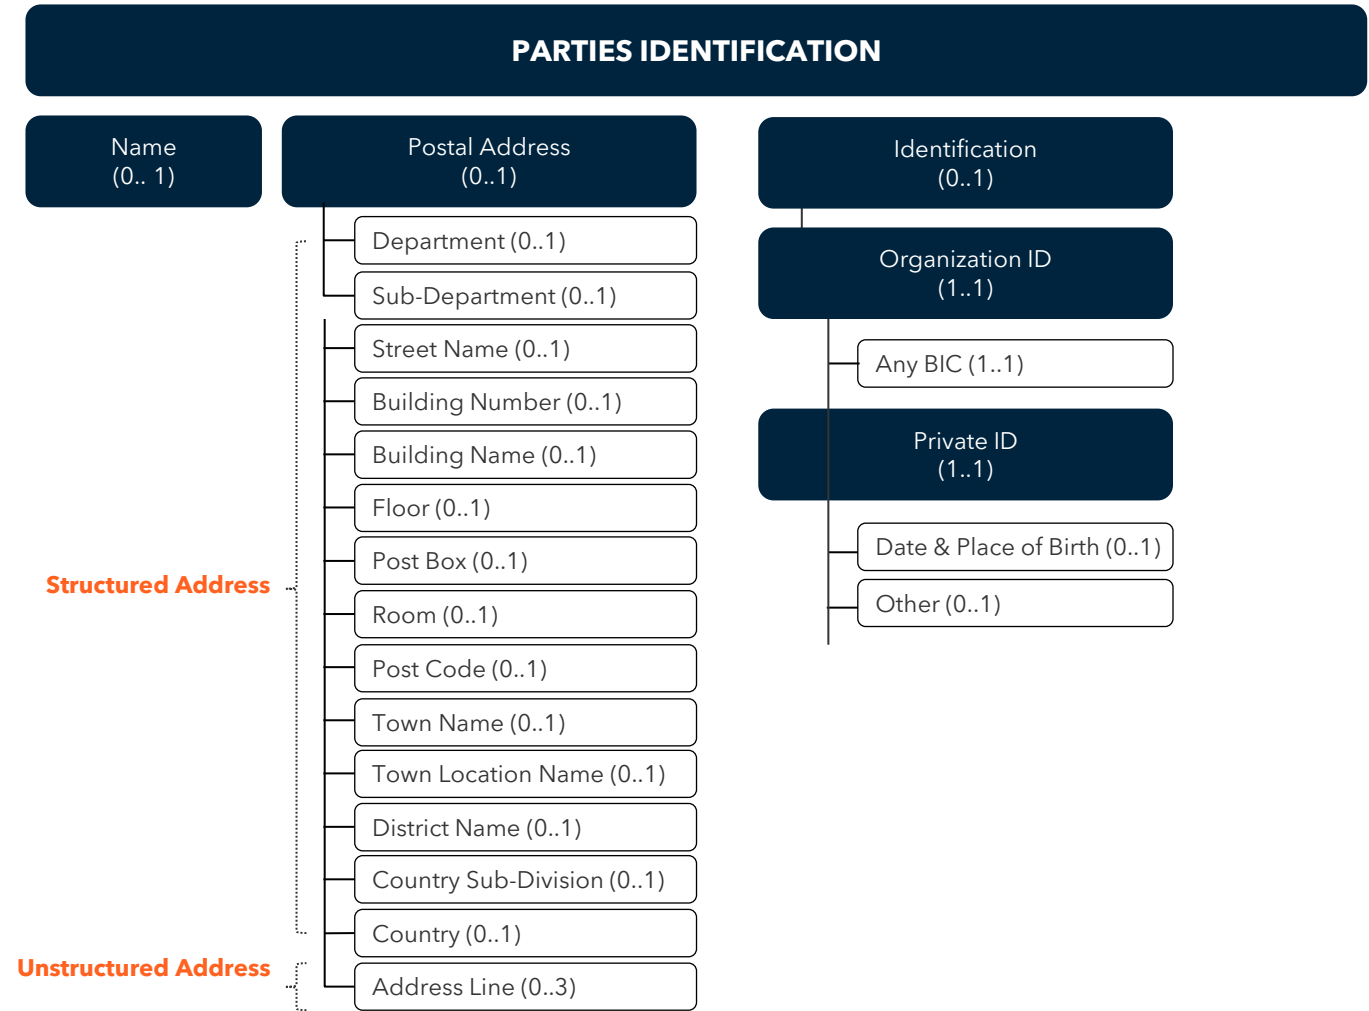 PARTIES IDENTIFICATION
Name
(0.. 1)
Postal Address
(0..1)
Department (0..1)
Sub-Department (0..1)
Street Name (0..1)
Building Number (0..1)
Building Name (0..1)
Floor (0..1)
Post Box (0..1)
Structured Address
Room (0..1)
Post Code (0..1)
Town Name (0..1)
Town Location Name (0..1)
District Name (0..1)
Country Sub-Division (0..1)
Country (0..1)
Unstructured Address
Address Line (0..3)
Identification
(0..1)
Organization ID
(1..1)
Any BIC (1..1)
Private ID
(1..1)
Date & Place of Birth (0..1)
Other (0..1)